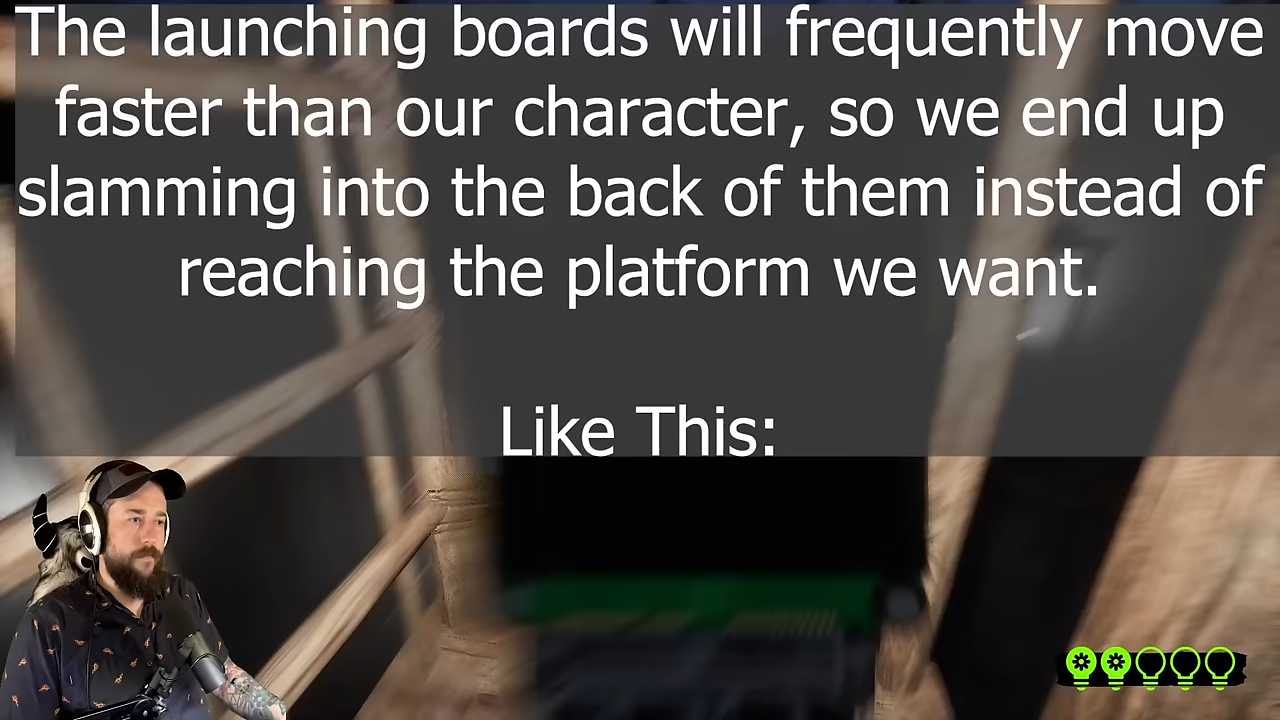 The launching boards will frequently move
faster than our character, so we end up
slamming into the back of them instead of
reaching the platform we want.
Like This: